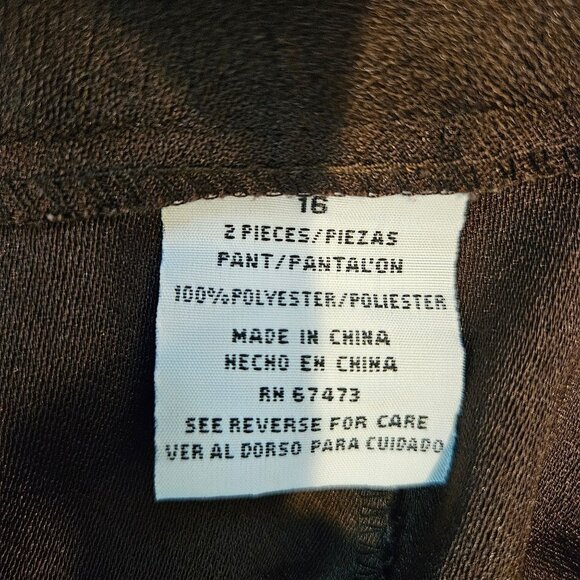 16
2 PIECES/PIEZAS
PANT/PANTAL'ON
100% POLYESTER/POLIESTER
MADE IN CHINA
HECHO EN CHINA
RN 67473
SEE REVERSE FOR CARE
VER AL DORSO PARA CUIDADO